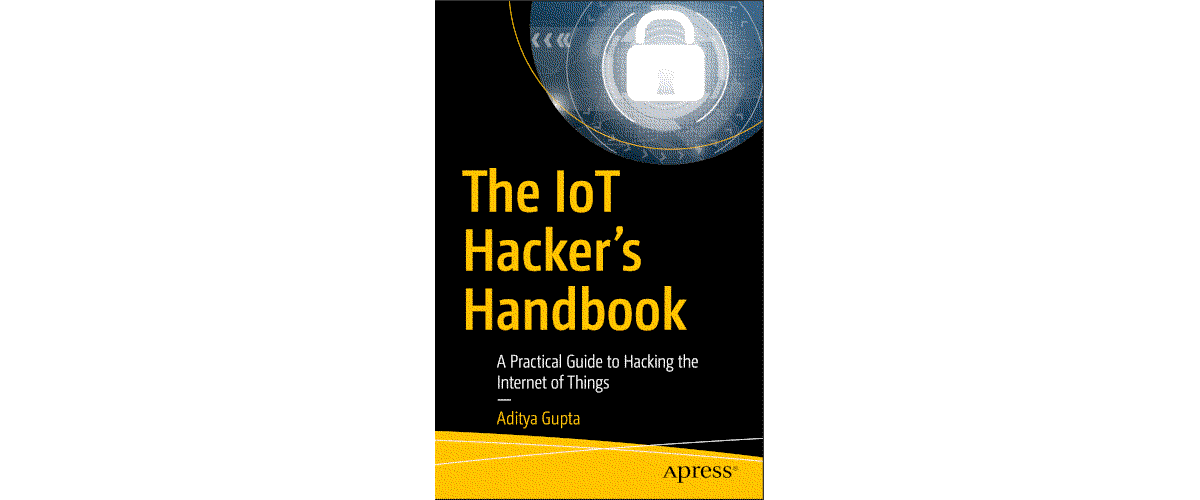 The IoT
Hacker’s
Handbook
A Practical Guide to Hacking the
Internet of Things
Aditya Gupta
Apress®